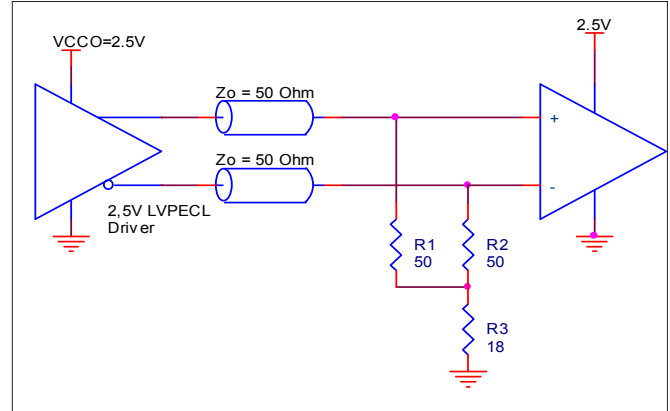 VCCO=2.5V
2.5V
Zo = 50 Ohm
+
Zo = 50 Ohm
-
2,5V LVPECL
Driver
R1
50
R2
50
R3
18